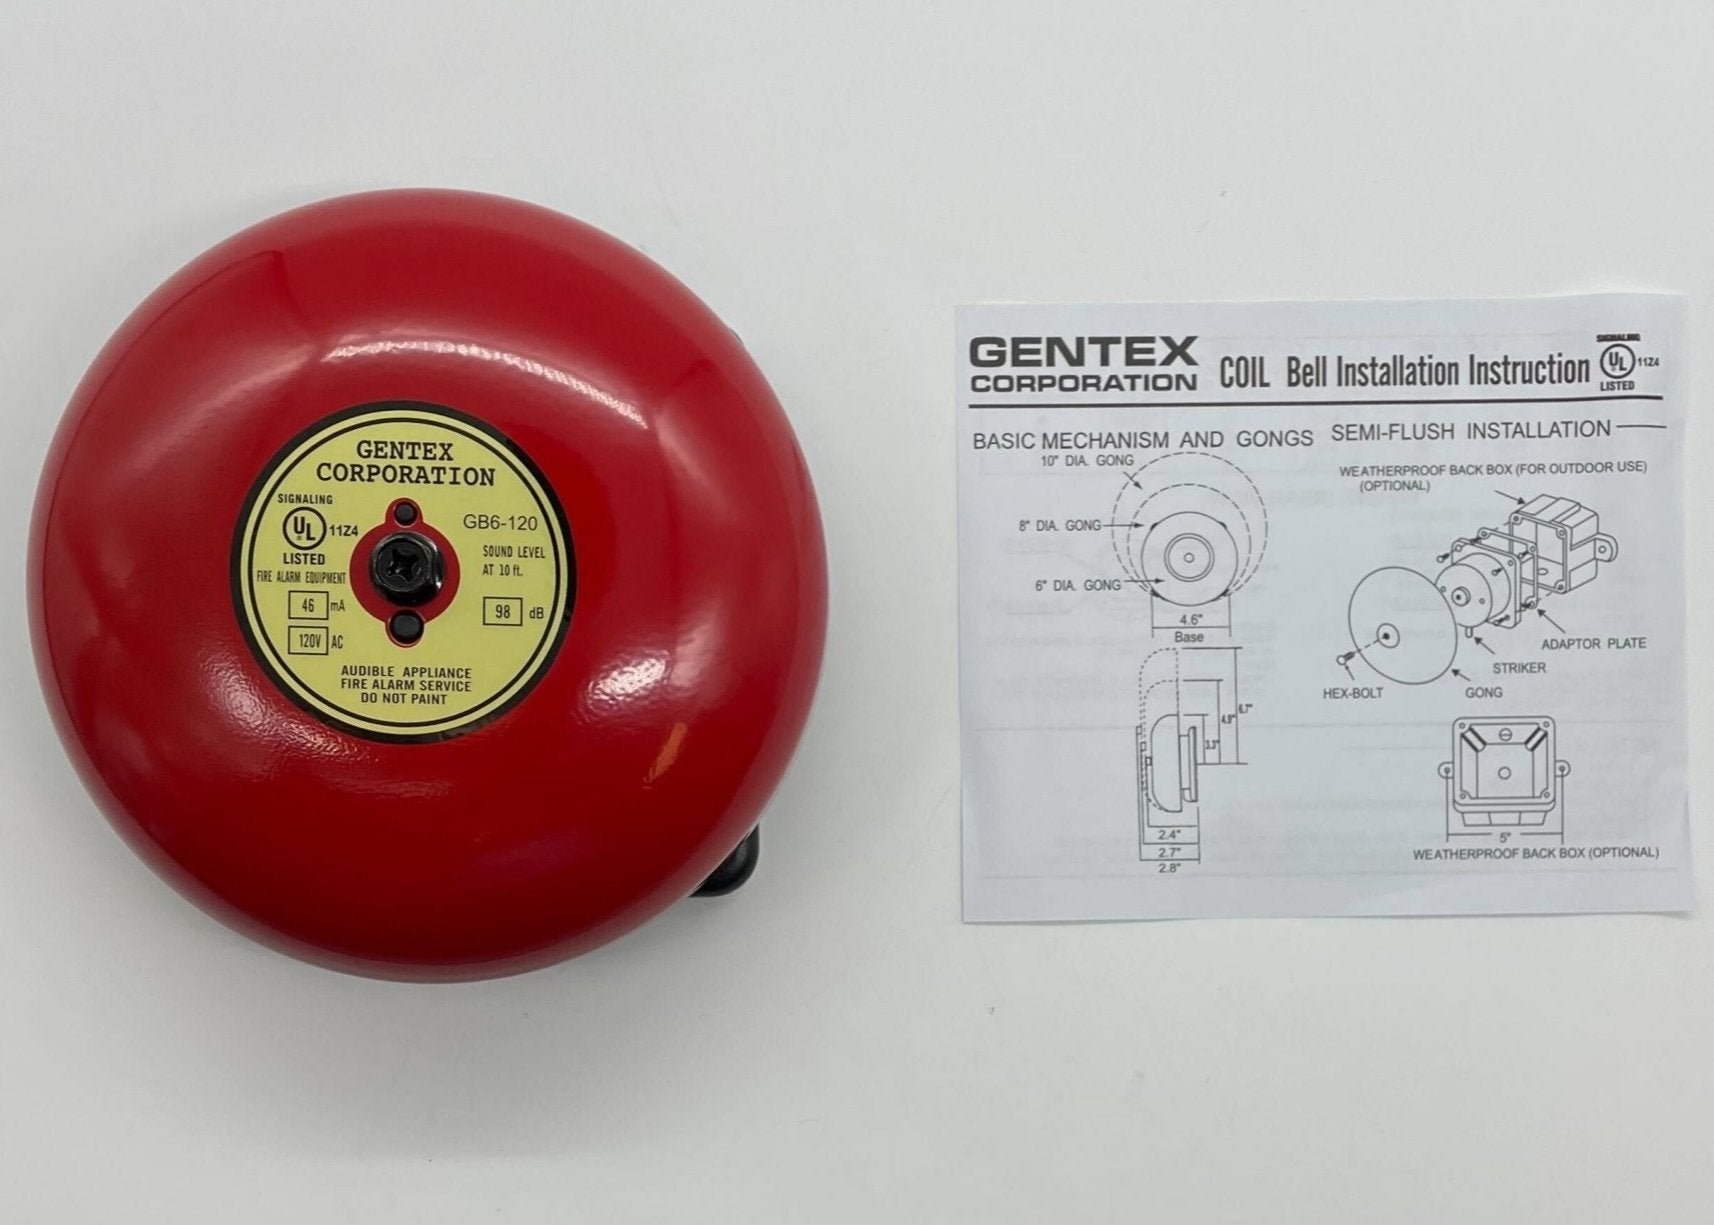 GENTEX
CORPORATION
SIGNALING
UL
11Z4
LISTED
FIRE ALARM EQUIPMENT
46 mA
120V AC
GB6-120
SOUND LEVEL
AT 10 ft.
98 dB
AUDIBLE APPLIANCE
FIRE ALARM SERVICE
DO NOT PAINT
GENTEX
CORPORATION
COIL Bell Installation Instruction
SIGNALING
UL
11Z4
LISTED
BASIC MECHANISM AND GONGS
10" DIA. GONG
8" DIA. GONG
6" DIA. GONG
4.6"
Base
6.7"
4.9"
3.3"
2.4"
2.7"
2.8"
SEMI-FLUSH INSTALLATION
WEATHERPROOF BACK BOX (FOR OUTDOOR USE)
(OPTIONAL)
ADAPTOR PLATE
STRIKER
GONG
HEX-BOLT
5"
WEATHERPROOF BACK BOX (OPTIONAL)